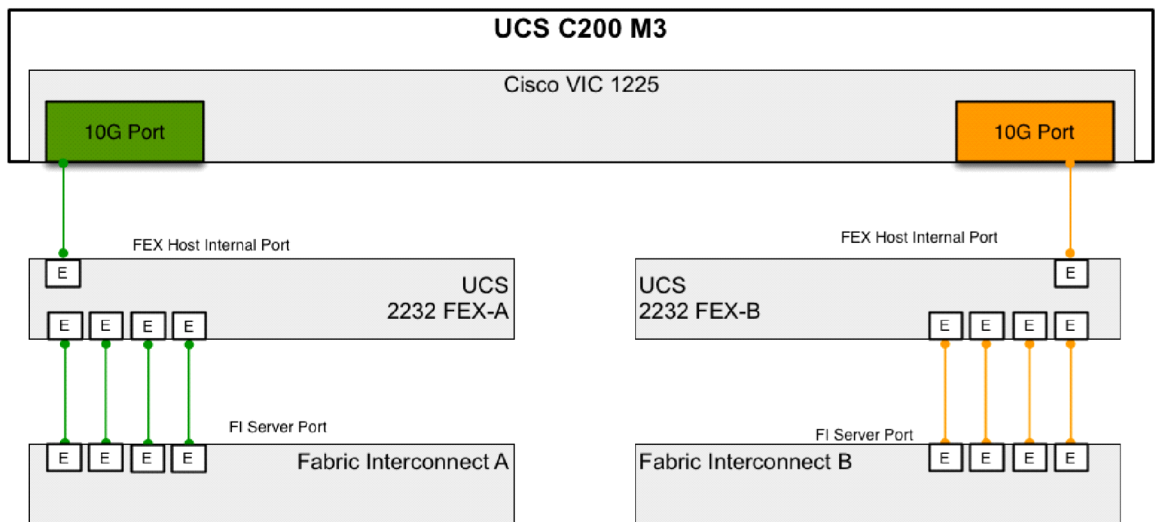 UCS C200 M3
Cisco VIC 1225
10G Port
10G Port
FEX Host Internal Port
FEX Host Internal Port
E
E
UCS
2232 FEX-A
UCS
2232 FEX-B
E E E E
E E E E
FI Server Port
FI Server Port
E E E E
Fabric Interconnect A
Fabric Interconnect B
E E E E